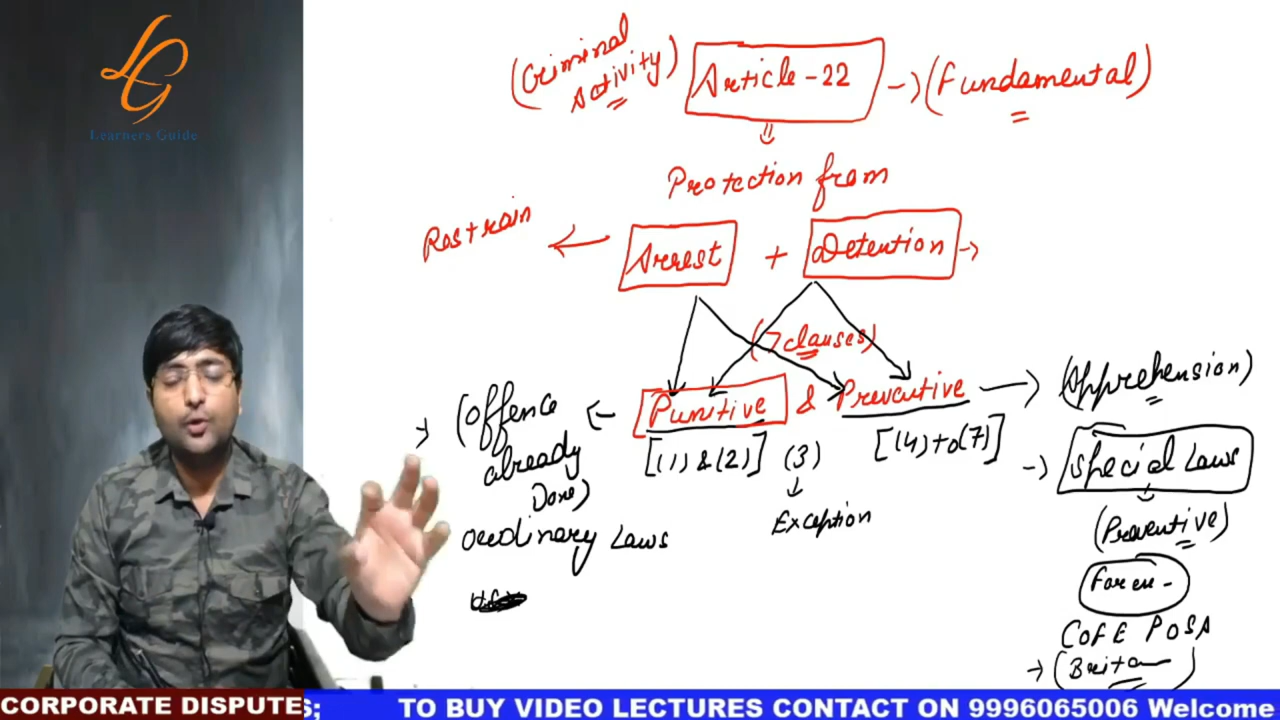 LG
Learners Guide
(Criminal Activity) Article-22 -> (Fundamental)
Protection from
Rostrain <- Arrest + Detention ->
(7 clauses)
(Offence already Done) <- Punitive & Preventive -> (Apprehension)
[(1) & (2)] (3) [(4) to (7)]
Exception
-> Special Laws
ordinary Laws
(Preventive)
COFE POSA
CORPORATE DISPUTES; TO BUY VIDEO LECTURES CONTACT ON 9996065006 Welcome